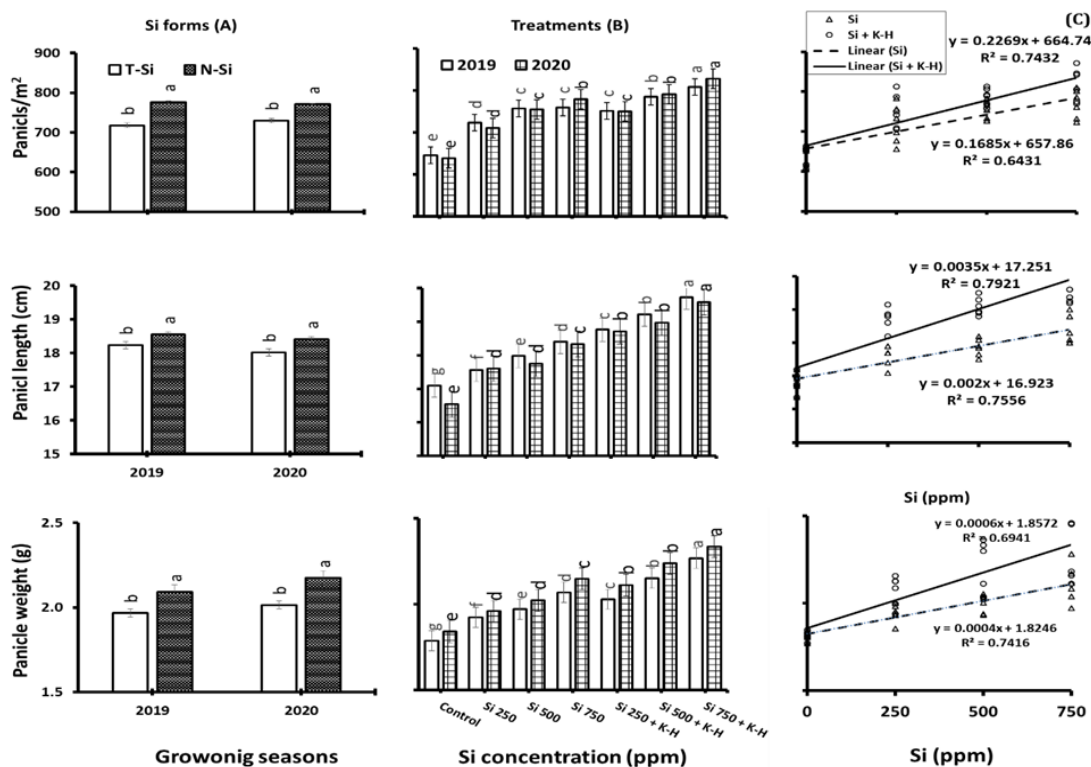 Si forms (A)
Treatments (B)
(C)
900
800
700
600
500
Panicls/m²
T-Si
N-Si
b
a
b
a
2019
2020
e
e
d
d
c
c
c
b
c
c
b
b
a
a
Si
Si + K-H
Linear (Si)
Linear (Si + K-H)
y = 0.2269x + 664.74
R² = 0.7432
y = 0.1685x + 657.86
R² = 0.6431
20
19
18
17
16
15
Panicl length (cm)
b
a
b
a
2019
2020
g
e
f
d
e
d
d
c
c
b
b
b
a
a
y = 0.0035x + 17.251
R² = 0.7921
y = 0.002x + 16.923
R² = 0.7556
Si (ppm)
2.5
2.0
1.5
Panicle weight (g)
b
a
b
a
2019
2020
g
e
f
d
e
d
d
c
d
b
b
b
a
a
Control
Si 250
Si 500
Si 750
Si 250 + K-H
Si 500 + K-H
Si 750 + K-H
y = 0.0006x + 1.8572
R² = 0.6941
y = 0.0004x + 1.8246
R² = 0.7416
0
250
500
750
Growonig seasons
Si concentration (ppm)
Si (ppm)